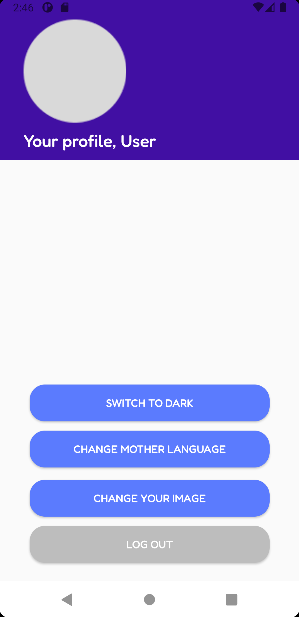 2:46
Your profile, User
SWITCH TO DARK
CHANGE MOTHER LANGUAGE
CHANGE YOUR IMAGE
LOG OUT